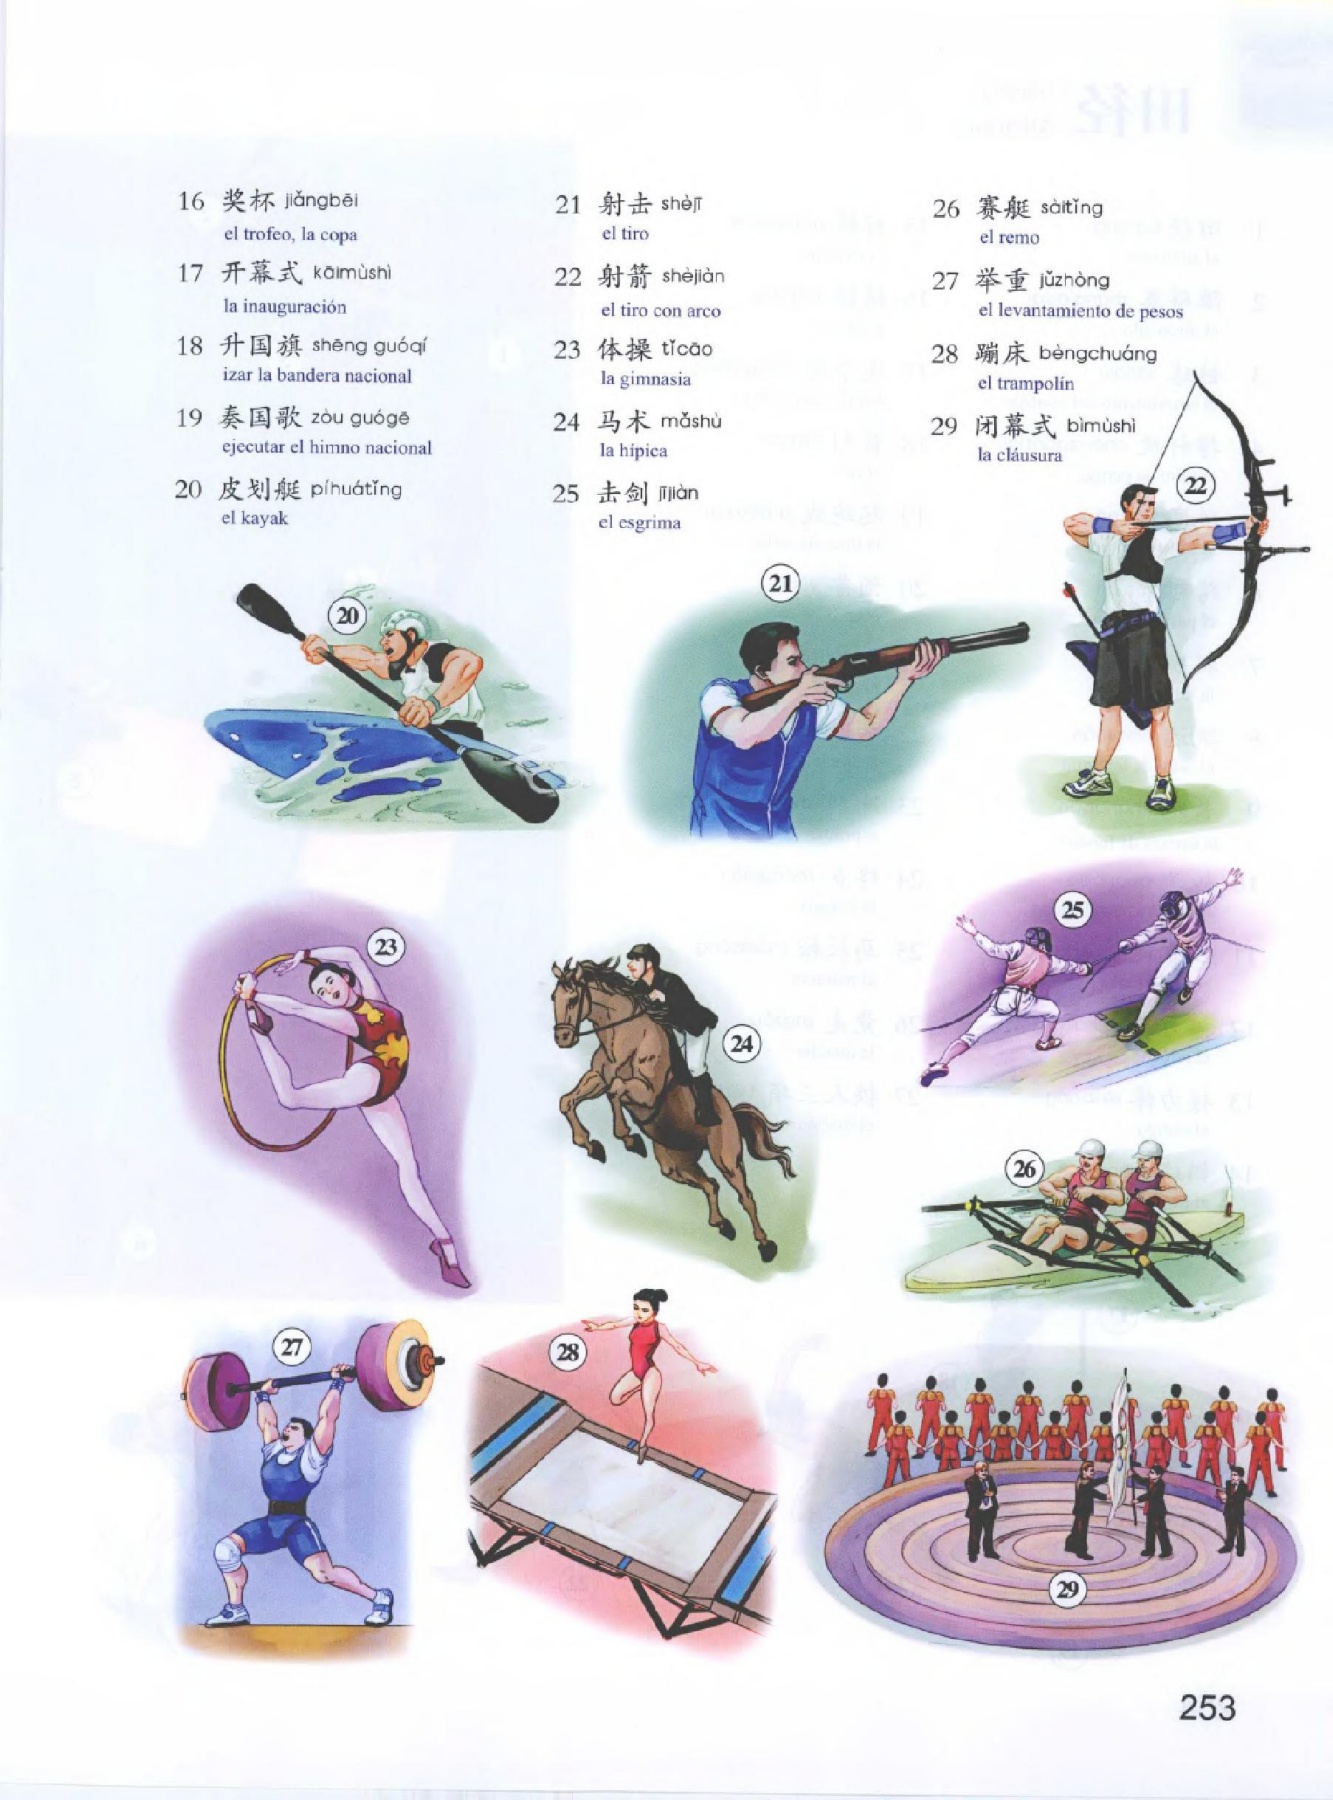 16 奖杯 jiǎngbēi
el trofeo, la copa
17 开幕式 kāimùshì
la inauguración
18 升国旗 shēng guóqí
izar la bandera nacional
19 奏国歌 zòu guógē
ejecutar el himno nacional
20 皮划艇 píhuátǐng
el kayak
21 射击 shèjī
el tiro
22 射箭 shèjiàn
el tiro con arco
23 体操 tǐcāo
la gimnasia
24 马术 mǎshù
la hípica
25 击剑 jījiàn
el esgrima
26 赛艇 sàitǐng
el remo
27 举重 jǔzhòng
el levantamiento de pesos
28 蹦床 bèngchuáng
el trampolín
29 闭幕式 bìmùshì
la cláusura
22
21
20
25
23
24
26
27
28
29
253